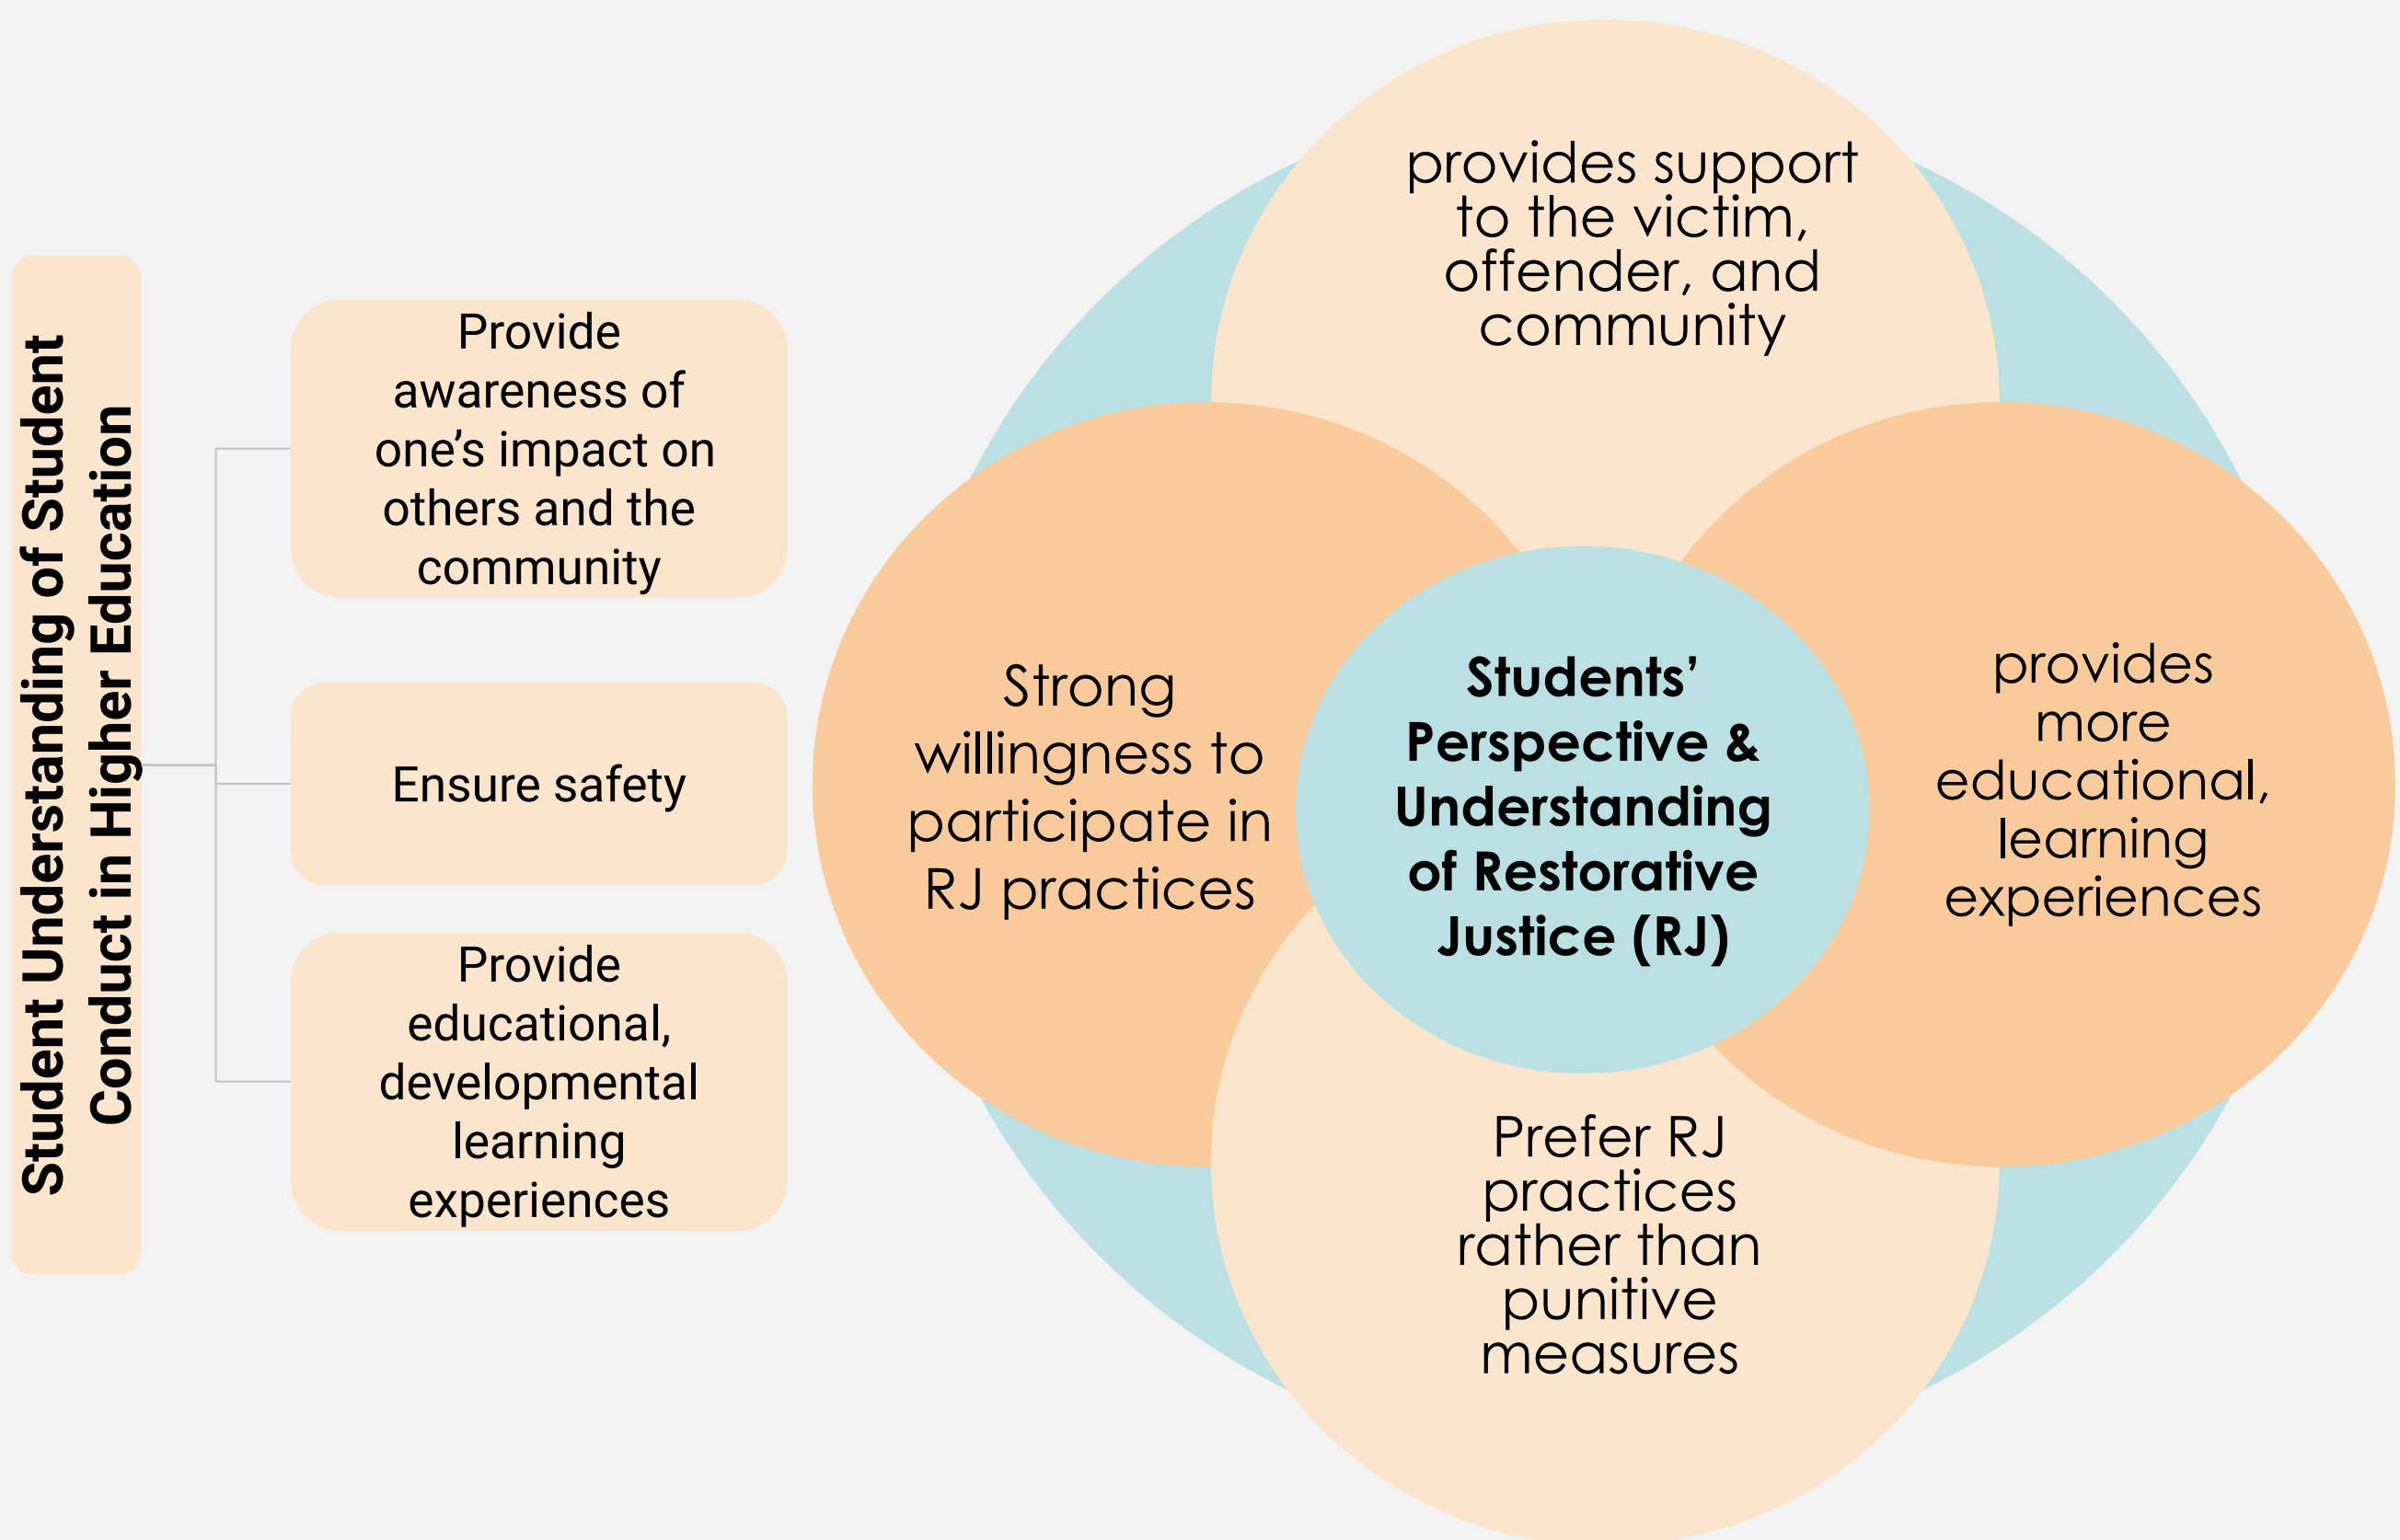 Student Understanding of Student
Conduct in Higher Education
Provide
awareness of
one’s impact on
others and the
community
Ensure safety
Provide
educational,
developmental
learning
experiences
provides support
to the victim,
offender, and
community
Strong
willingness to
participate in
RJ practices
Students’
Perspective &
Understanding
of Restorative
Justice (RJ)
provides
more
educational,
learning
experiences
Prefer RJ
practices
rather than
punitive
measures